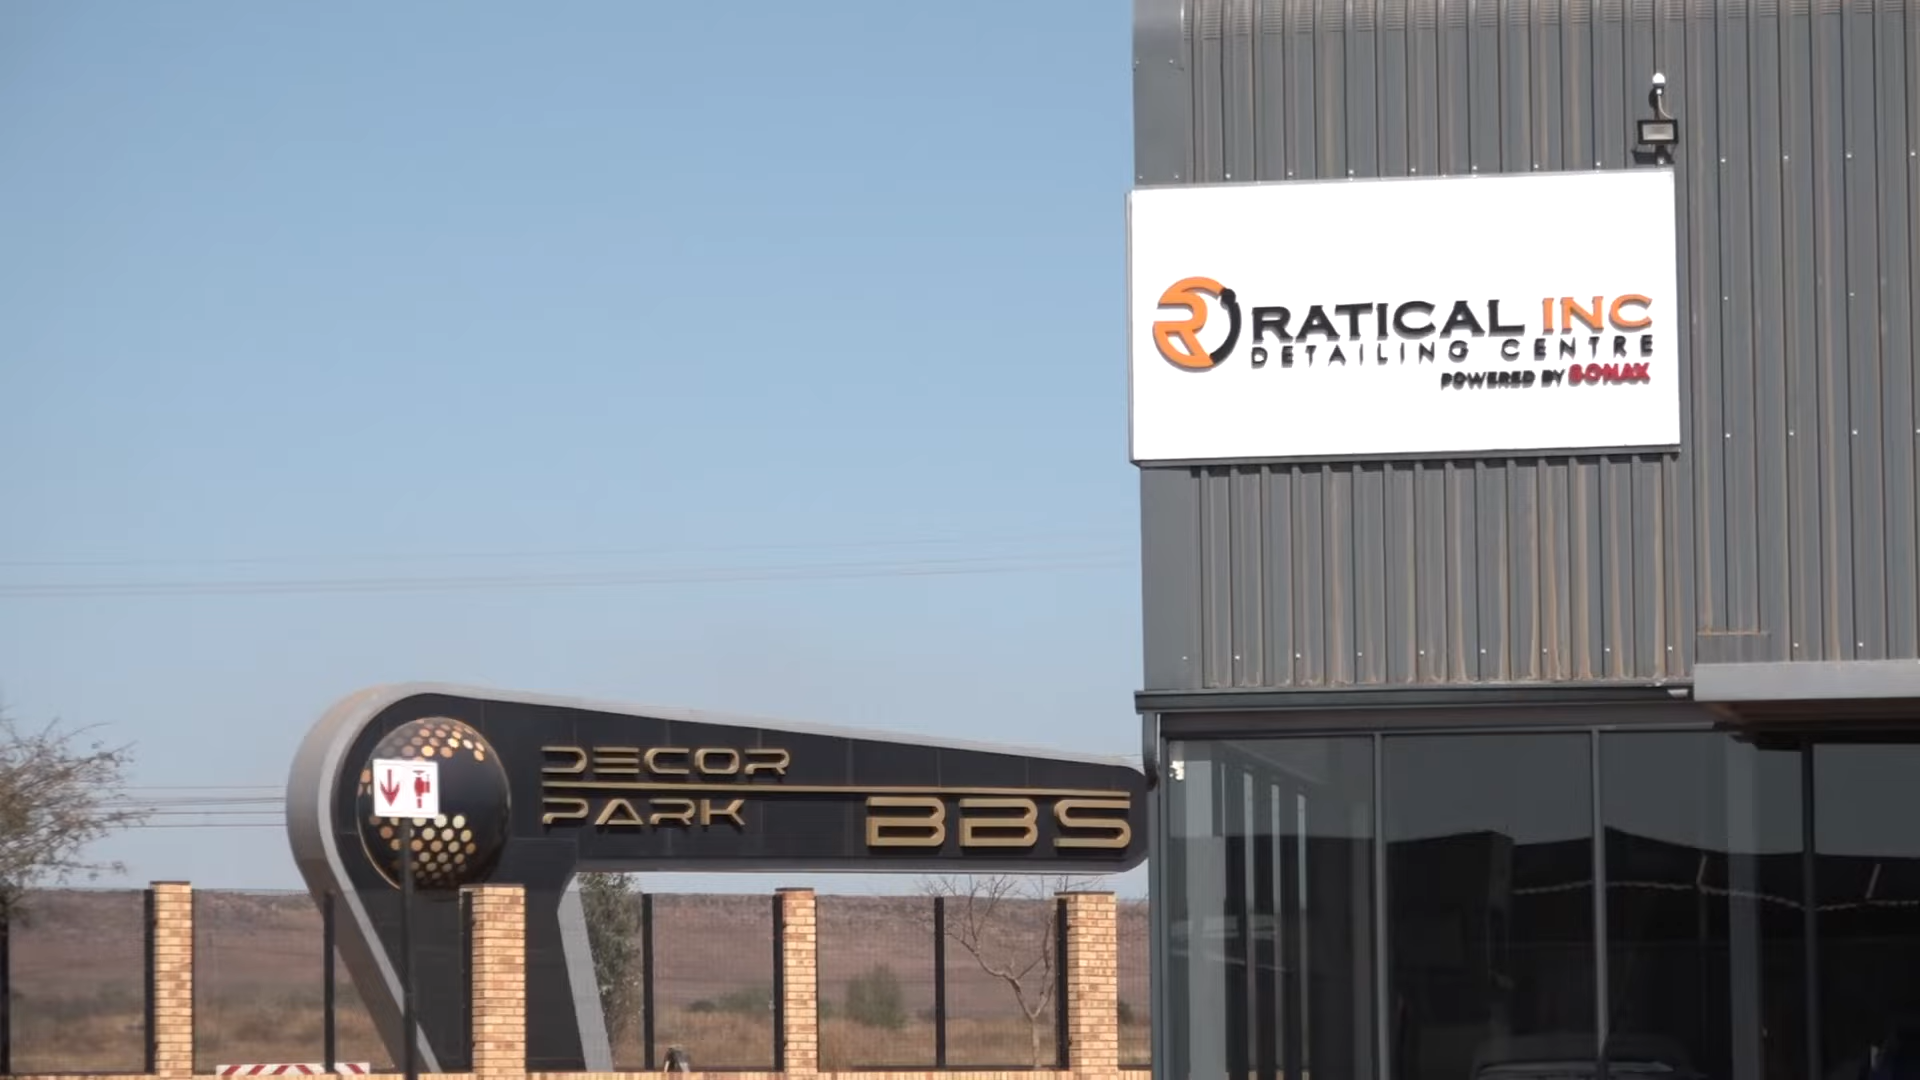 RATICAL INC
DETAILING CENTRE
POWERED BY SONAX
DECOR
PARK
BBS